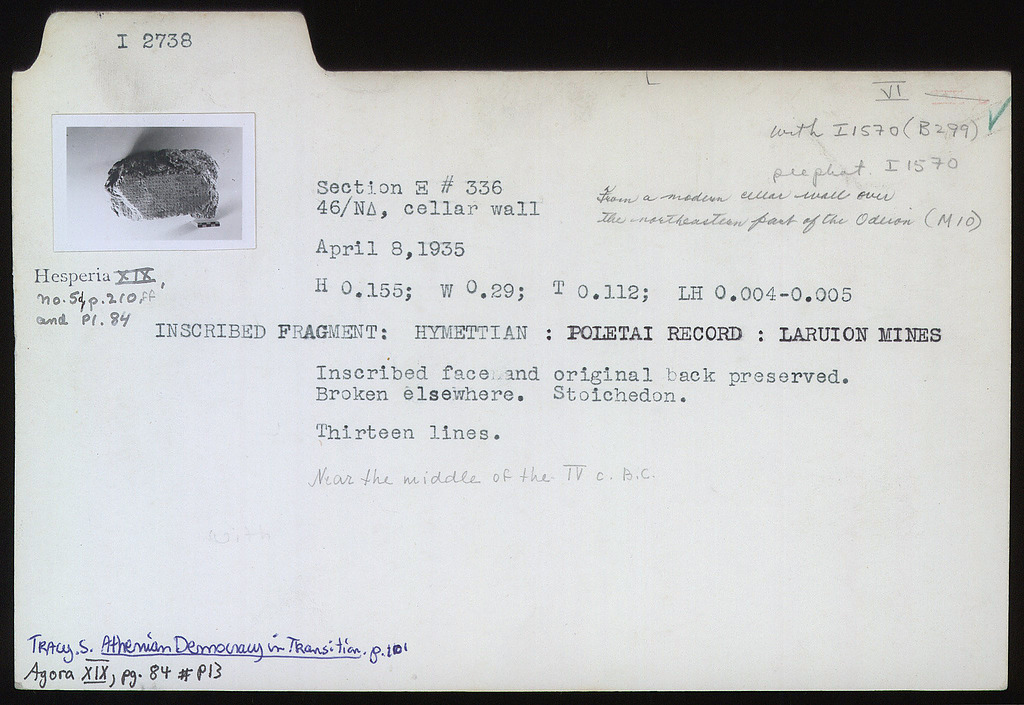 I 2738
VI
with I 1570 (B 299)
see phot. I 1570
Section Ξ # 336
46/ΝΔ, cellar wall
From a modern cellar wall over
the northeastern part of the Odeion (M 10)
April 8,1935
Hesperia XIX,
no. 5, p. 210 ff
and Pl. 84
H 0.155; W 0.29; T 0.112; LH 0.004-0.005
INSCRIBED FRAGMENT: HYMETTIAN : POLETAI RECORD : LARUION MINES
Inscribed face and original back preserved.
Broken elsewhere. Stoichedon.
Thirteen lines.
Near the middle of the IV c. B.C.
with
Tracy, S. Athenian Democracy in Transition. p. 101
Agora XIX, pg. 84 # P13